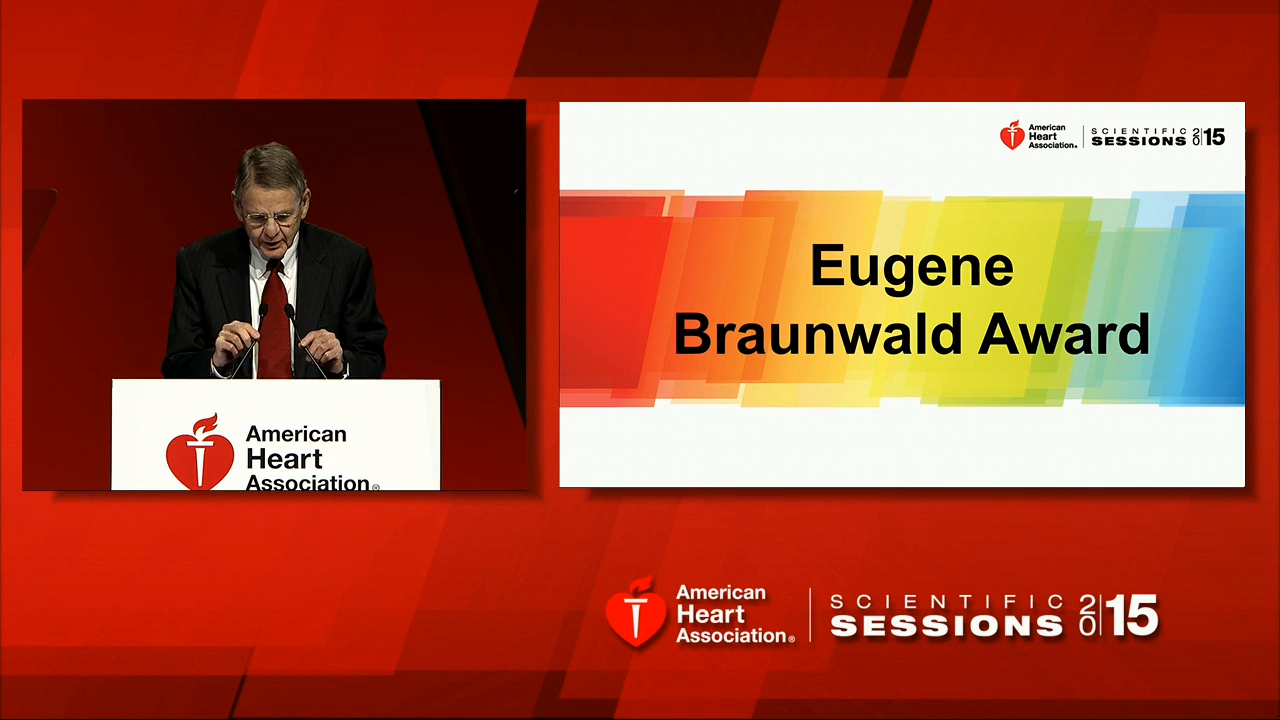 American
Heart
Association®
American
Heart
Association®
SCIENTIFIC
SESSIONS
2015
Eugene
Braunwald Award
American
Heart
Association®
SCIENTIFIC
SESSIONS
2015